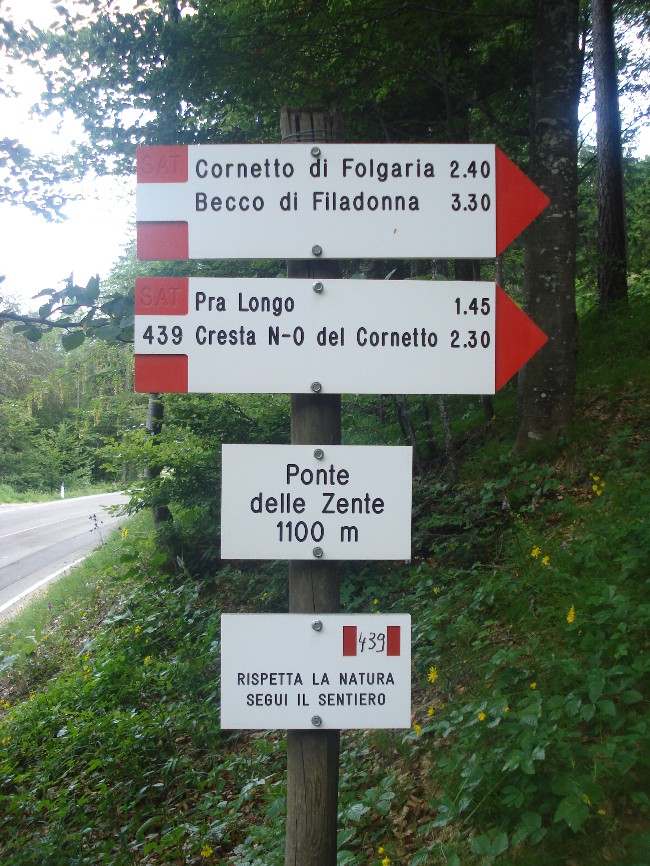 SAT
Cornetto di Folgaria 2.40
Becco di Filadonna 3.30
SAT
Pra Longo 1.45
439 Cresta N-O del Cornetto 2.30
Ponte
delle Zente
1100 m
439
RISPETTA LA NATURA
SEGUI IL SENTIERO